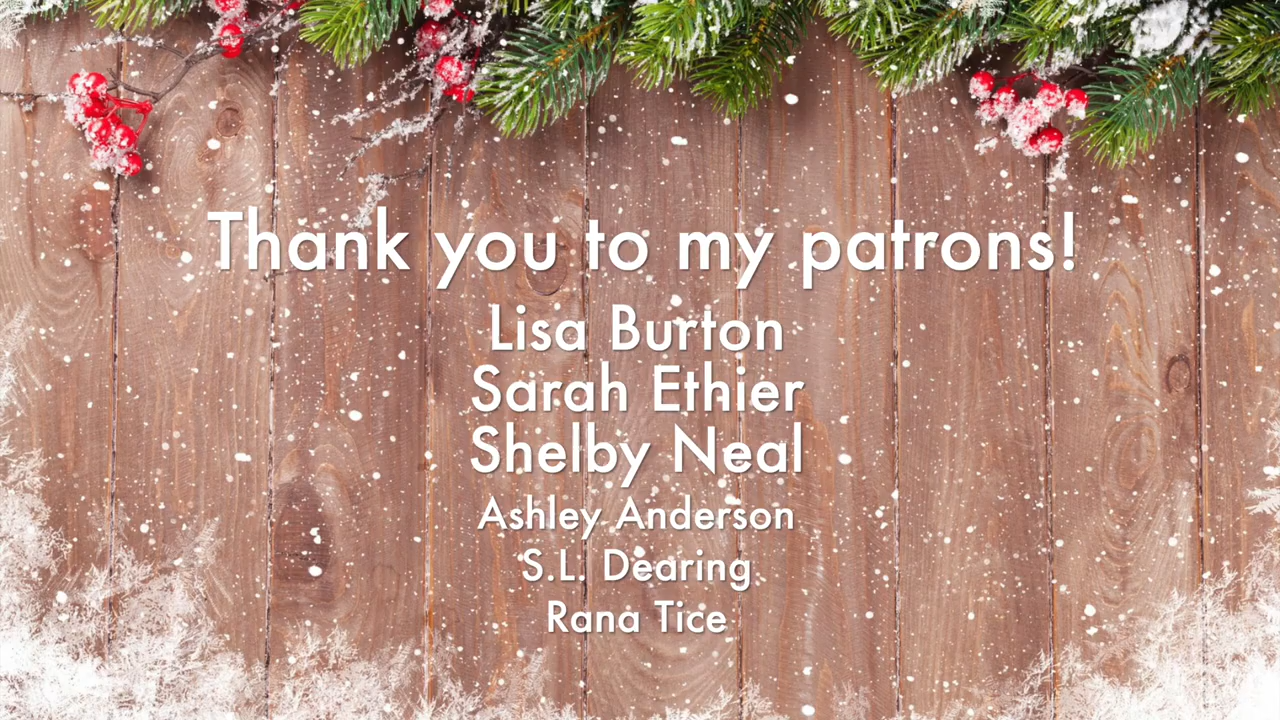 Thank you to my patrons!
Lisa Burton
Sarah Ethier
Shelby Neal
Ashley Anderson
S.L. Dearing
Rana Tice